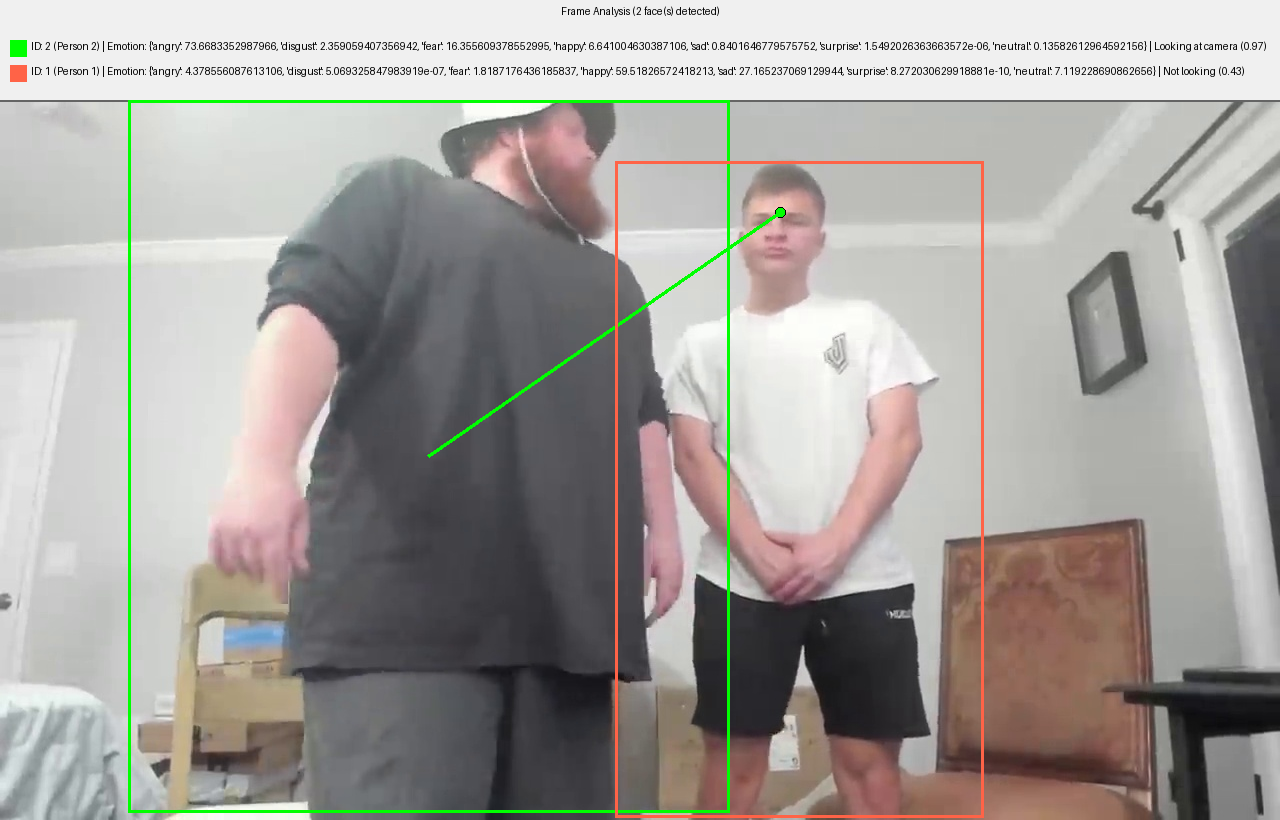 Frame Analysis (2 face(s) detected)
ID: 2 (Person 2) | Emotion: {'angry': 73.6683352987966, 'disgust': 2.359059407356942, 'fear': 16.355609378552995, 'happy': 6.641004630387106, 'sad': 0.8401646779575752, 'surprise': 1.5492026363663572e-06, 'neutral': 0.13582612964592156} | Looking at camera (0.97)
ID: 1 (Person 1) | Emotion: {'angry': 4.378556087613106, 'disgust': 5.069325847983919e-07, 'fear': 1.8187176436185837, 'happy': 59.51826572418213, 'sad': 27.165237069129944, 'surprise': 8.272030629918881e-10, 'neutral': 7.119228690862656} | Not looking (0.43)